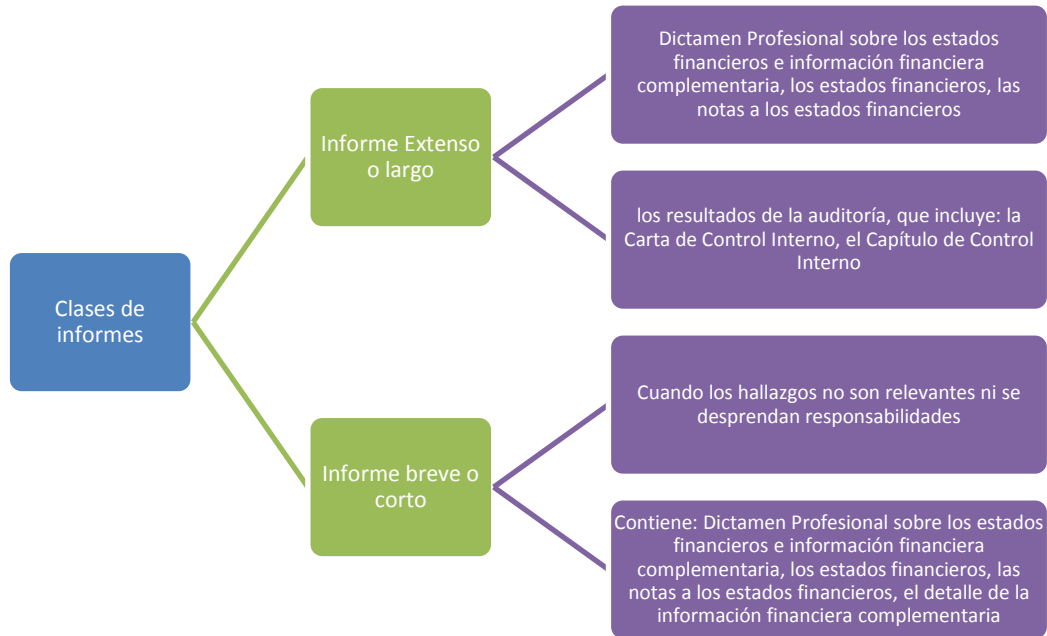 Clases de
informes
Informe Extenso
o largo
Dictamen Profesional sobre los estados
financieros e información financiera
complementaria, los estados financieros, las
notas a los estados financieros
los resultados de la auditoría, que incluye: la
Carta de Control Interno, el Capítulo de Control
Interno
Informe breve o
corto
Cuando los hallazgos no son relevantes ni se
desprendan responsabilidades
Contiene: Dictamen Profesional sobre los estados
financieros e información financiera
complementaria, los estados financieros, las
notas a los estados financieros, el detalle de la
información financiera complementaria